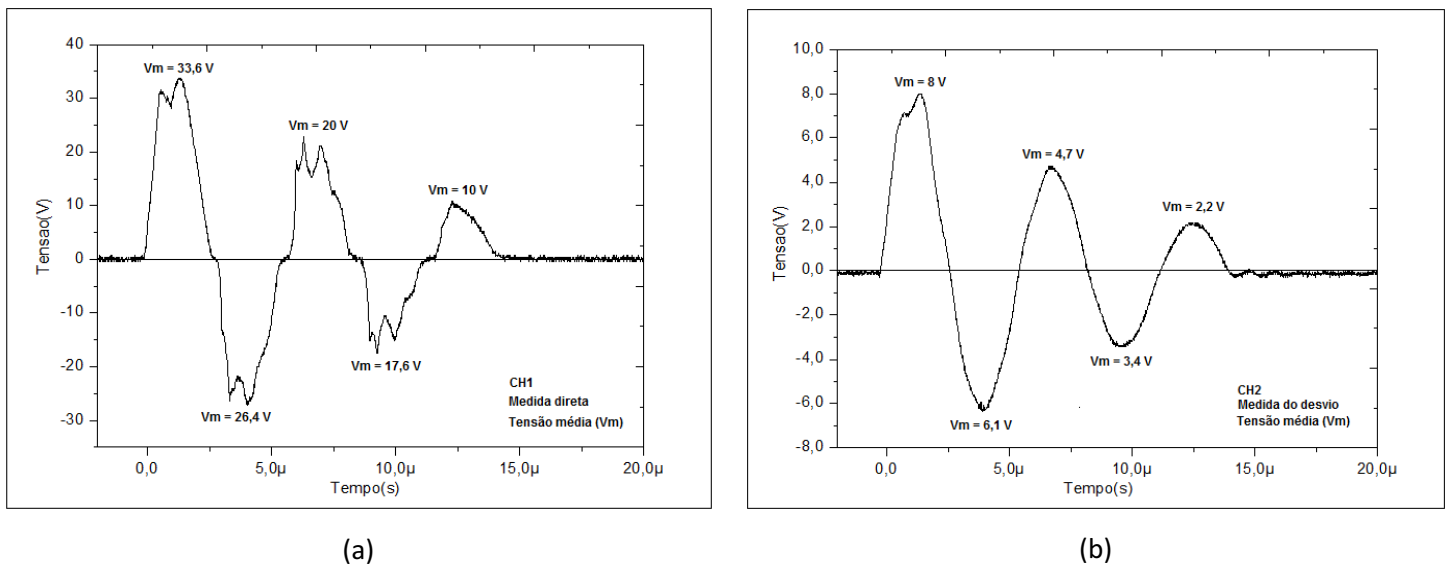 40
30
20
10
0
-10
-20
-30
Tensao(V)
Vm = 33,6 V
Vm = 20 V
Vm = 10 V
Vm = 26,4 V
Vm = 17,6 V
CH1
Medida direta
Tensão média (Vm)
0,0
5,0µ
10,0µ
15,0µ
20,0µ
Tempo(s)
(a)
10,0
8,0
6,0
4,0
2,0
0,0
-2,0
-4,0
-6,0
-8,0
Tensao(V)
Vm = 8 V
Vm = 4,7 V
Vm = 2,2 V
Vm = 3,4 V
Vm = 6,1 V
CH2
Medida do desvio
Tensão média (Vm)
0,0
5,0µ
10,0µ
15,0µ
20,0µ
Tempo(s)
(b)